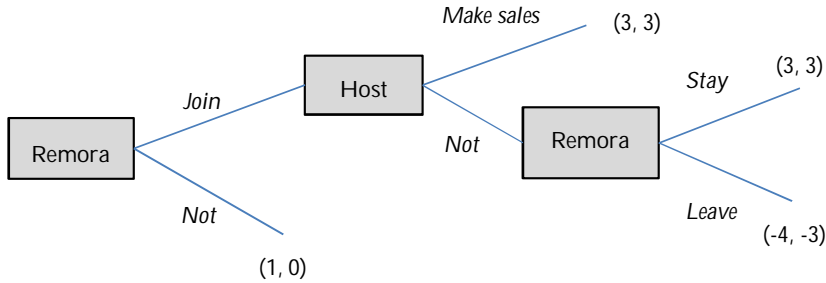 Make sales
(3, 3)
Host
(3, 3)
Stay
Join
Remora
Not
Remora
Not
Leave
(-4, -3)
(1, 0)